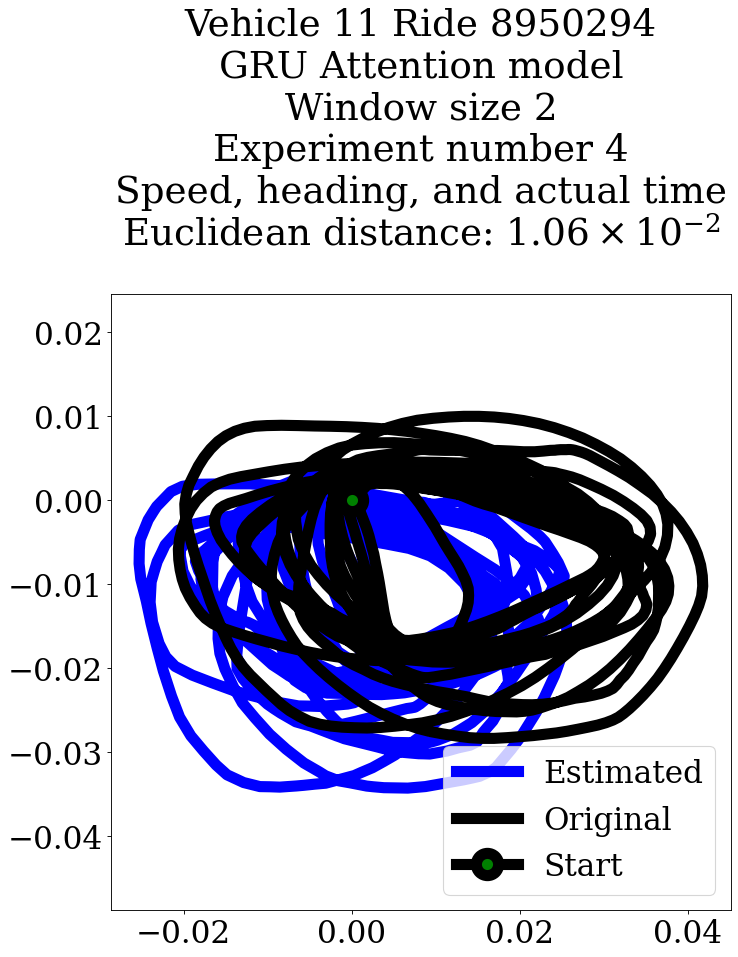 Vehicle 11 Ride 8950294
GRU Attention model
Window size 2
Experiment number 4
Speed, heading, and actual time
Euclidean distance: 1.06 × 10⁻²
0.02
0.01
0.00
−0.01
−0.02
−0.03
−0.04
Estimated
Original
Start
−0.02 0.00 0.02 0.04